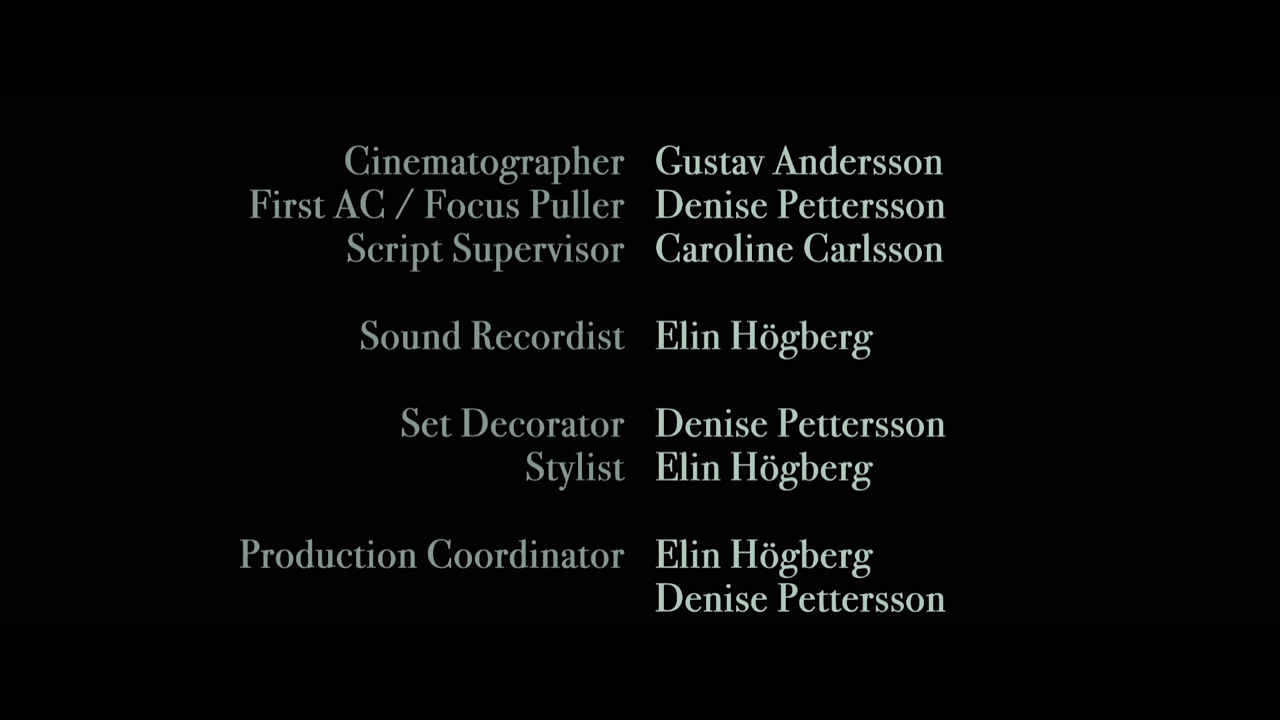 Cinematographer Gustav Andersson
First AC / Focus Puller Denise Pettersson
Script Supervisor Caroline Carlsson
Sound Recordist Elin Högberg
Set Decorator Denise Pettersson
Stylist Elin Högberg
Production Coordinator Elin Högberg
Denise Pettersson